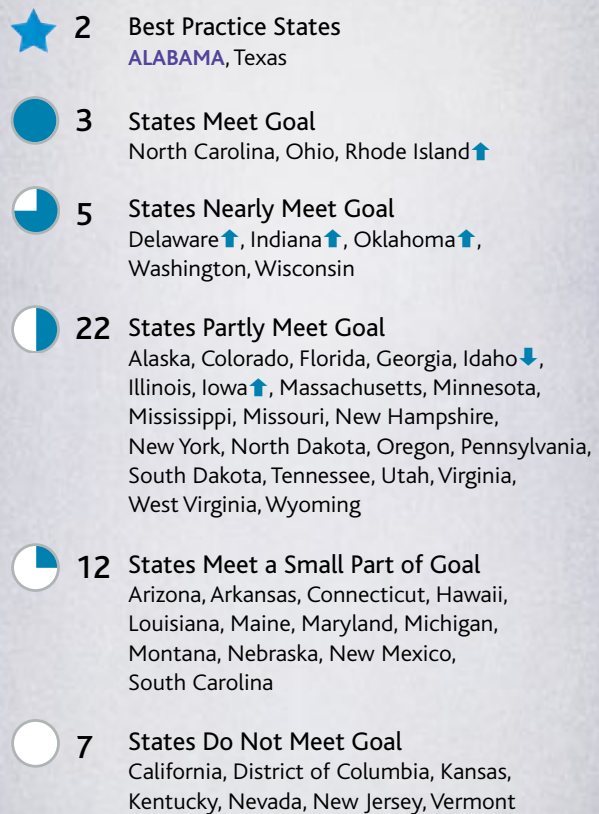 2 Best Practice States
ALABAMA, Texas
3 States Meet Goal
North Carolina, Ohio, Rhode Island⬆
5 States Nearly Meet Goal
Delaware⬆, Indiana⬆, Oklahoma⬆,
Washington, Wisconsin
22 States Partly Meet Goal
Alaska, Colorado, Florida, Georgia, Idaho⬇,
Illinois, Iowa⬆, Massachusetts, Minnesota,
Mississippi, Missouri, New Hampshire,
New York, North Dakota, Oregon, Pennsylvania,
South Dakota, Tennessee, Utah, Virginia,
West Virginia, Wyoming
12 States Meet a Small Part of Goal
Arizona, Arkansas, Connecticut, Hawaii,
Louisiana, Maine, Maryland, Michigan,
Montana, Nebraska, New Mexico,
South Carolina
7 States Do Not Meet Goal
California, District of Columbia, Kansas,
Kentucky, Nevada, New Jersey, Vermont